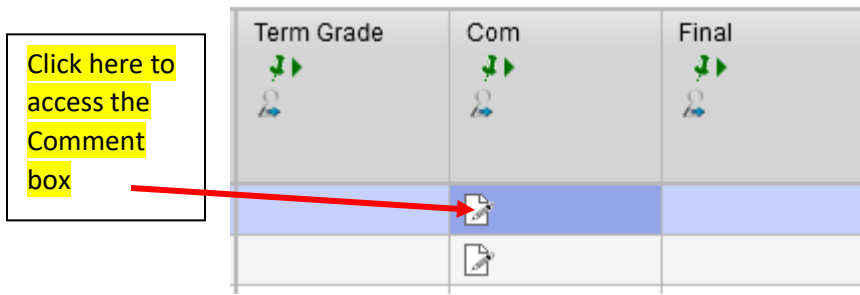 Term Grade Com Final
Click here to
access the
Comment
box